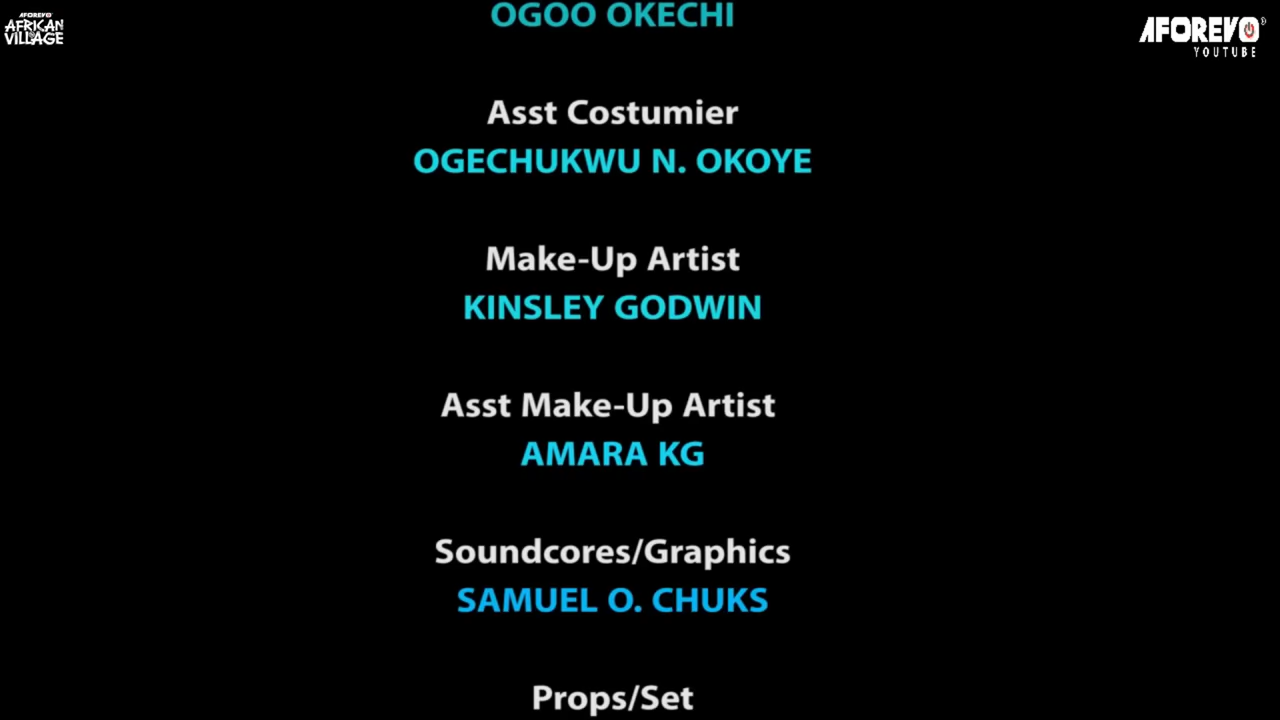 AFOREVO
AFRICAN
VILLAGE
AFOREVO
YOUTUBE
OGOO OKECHI
Asst Costumier
OGECHUKWU N. OKOYE
Make-Up Artist
KINSLEY GODWIN
Asst Make-Up Artist
AMARA KG
Soundcores/Graphics
SAMUEL O. CHUKS
Props/Set